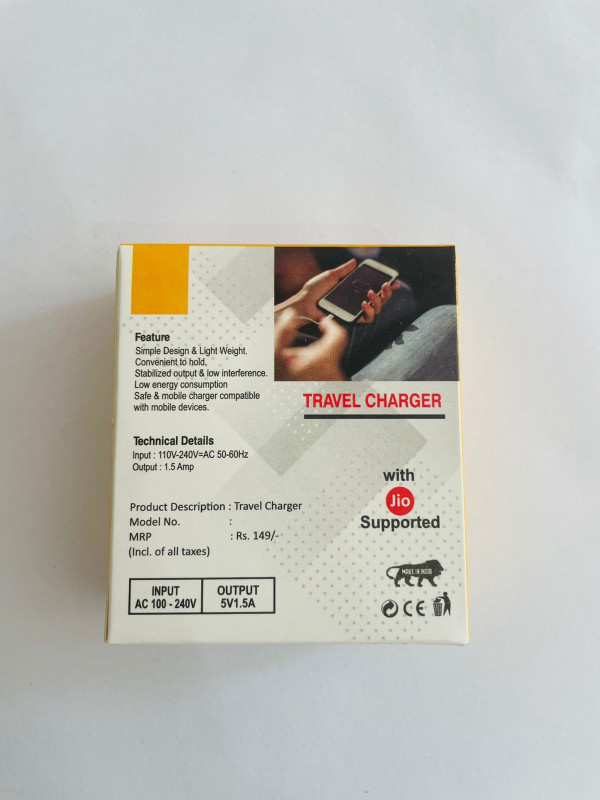 Feature
Simple Design & Light Weight.
Convenient to hold.
Stabilized output & low interference.
Low energy consumption
Safe & mobile charger compatible
with mobile devices.
TRAVEL CHARGER
Technical Details
Input : 110V-240V=AC 50-60Hz
Output : 1.5 Amp
with
Jio
Supported
Product Description : Travel Charger
Model No. :
MRP : Rs. 149/-
(Incl. of all taxes)
MAKE IN INDIA
INPUT
AC 100 - 240V
OUTPUT
5V1.5A
CE